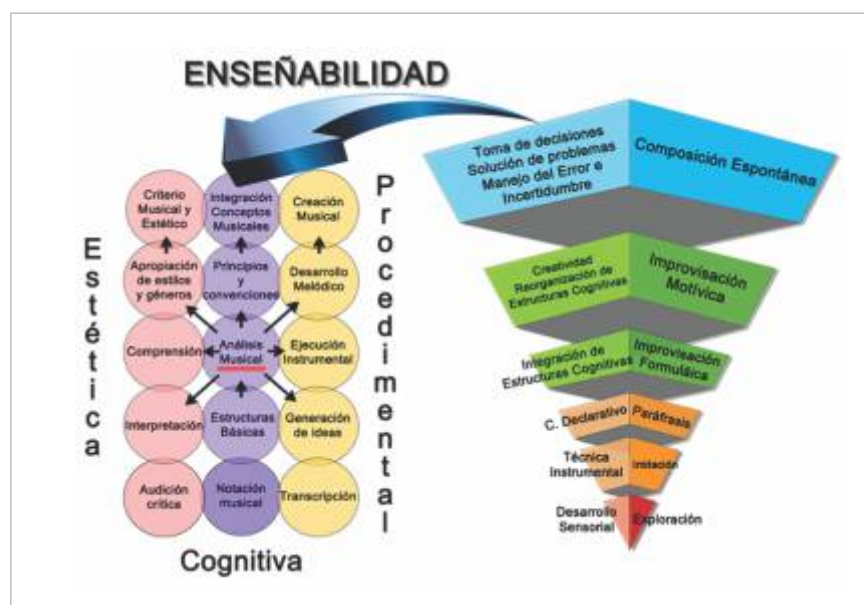 ENSEÑABILIDAD
Criterio
Musical y
Estético
Integración
Conceptos
Musicales
Creación
Musical
Apropiación
de estilos
y géneros
Principios
y
convenciones
Desarrollo
Melódico
Comprensión
Análisis
Musical
Ejecución
Instrumental
Interpretación
Estructuras
Básicas
Generación
de ideas
Audición
crítica
Notación
musical
Transcripción
Estética
Procedimental
Cognitiva
Toma de decisiones
Solución de problemas
Manejo del Error e
Incertidumbre
Composición Espontánea
Creatividad
Reorganización de
Estructuras Cognitivas
Improvisación
Motívica
Integración de
Estructuras Cognitivas
Improvisación
Formuláica
C. Declarativo
Paráfrasis
Técnica
Instrumental
Imitación
Desarrollo
Sensorial
Exploración